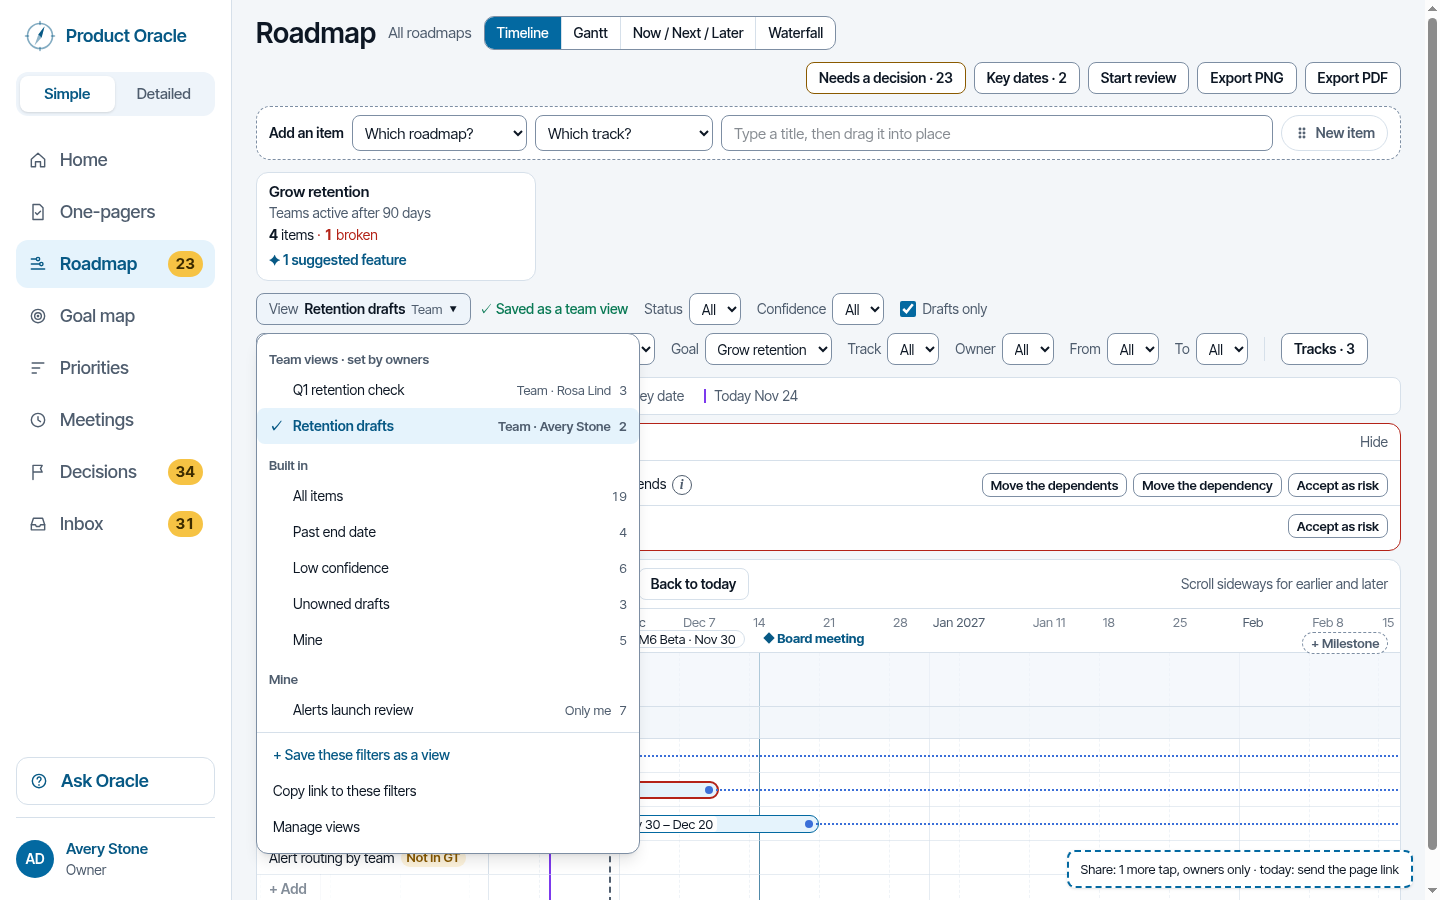 Product Oracle
Simple Detailed
Home
One-pagers
Roadmap 23
Goal map
Priorities
Meetings
Decisions 34
Inbox 31
Ask Oracle
AD Avery Stone
Owner
Roadmap All roadmaps Timeline Gantt Now / Next / Later Waterfall
Needs a decision · 23 Key dates · 2 Start review Export PNG Export PDF
Add an item Which roadmap? Which track? Type a title, then drag it into place New item
Grow retention
Teams active after 90 days
4 items · 1 broken
1 suggested feature
View Retention drafts Team ▼ ✓ Saved as a team view Status All Confidence All Drafts only
Goal Grow retention Track All Owner All From All To All Tracks · 3
Team views · set by owners
Q1 retention check Team · Rosa Lind 3
✓ Retention drafts Team · Avery Stone 2
Built in
All items 19
Past end date 4
Low confidence 6
Unowned drafts 3
Mine 5
Mine
Alerts launch review Only me 7
+ Save these filters as a view
Copy link to these filters
Manage views
ey date Today Nov 24
Hide
ends i Move the dependents Move the dependency Accept as risk
Accept as risk
Back to today Scroll sideways for earlier and later
c Dec 7 14 21 28 Jan 2027 Jan 11 18 25 Feb Feb 8 15
M6 Beta · Nov 30 Board meeting + Milestone
30 – Dec 20
Alert routing by team Not in GT
+ Add
Share: 1 more tap, owners only · today: send the page link